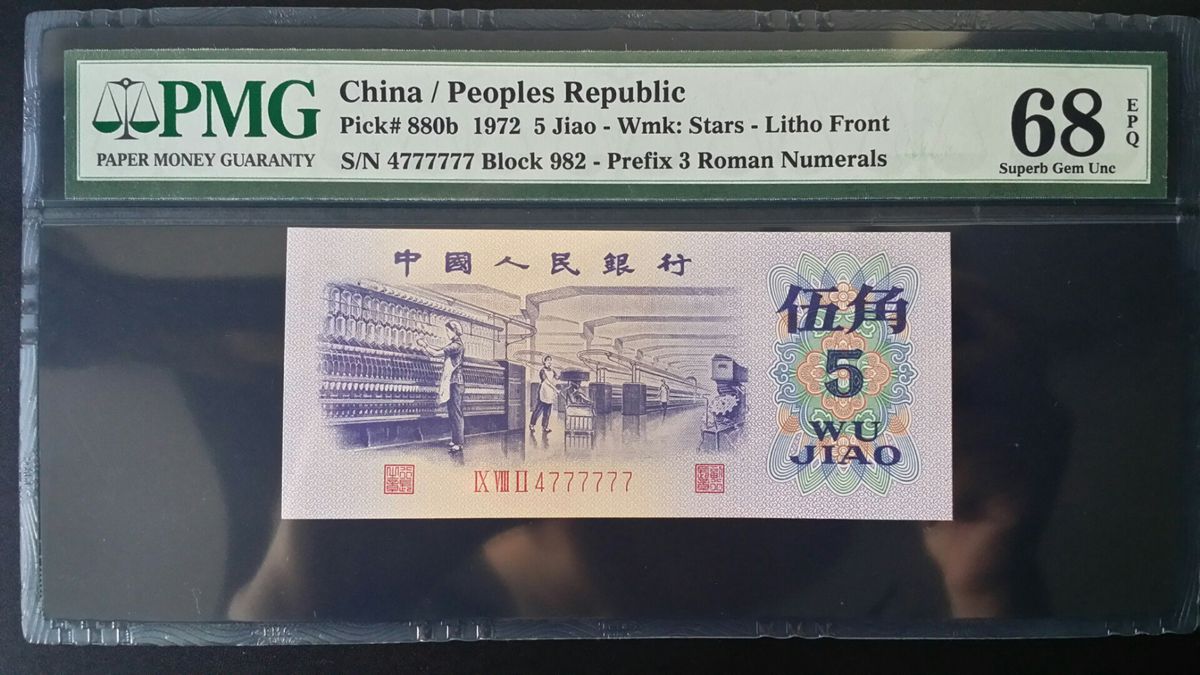 PMG
PAPER MONEY GUARANTY
China / Peoples Republic
Pick# 880b 1972 5 Jiao - Wmk: Stars - Litho Front
S/N 4777777 Block 982 - Prefix 3 Roman Numerals
68
EPQ
Superb Gem Unc
中國人民銀行
伍角
5
WU
JIAO
IX VIII II 4777777